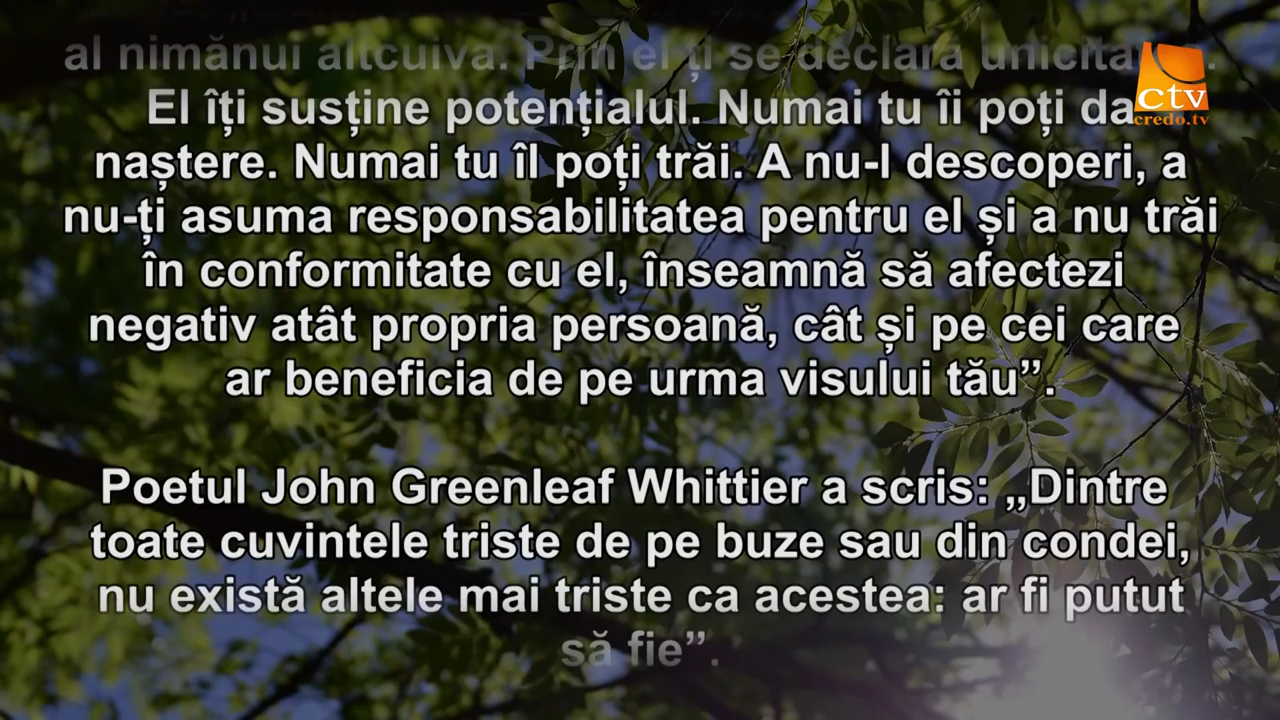 al nimănui altcuiva. Prin el ți se declară
El îți susține potențialul. Numai tu îi poți da
naștere. Numai tu îl poți trăi. A nu-l descoperi, a
nu-ți asuma responsabilitatea pentru el și a nu trăi
în conformitate cu el, înseamnă să afectezi
negativ atât propria persoană, cât și pe cei care
ar beneficia de pe urma visului tău”.
Poetul John Greenleaf Whittier a scris: „Dintre
toate cuvintele triste de pe buze sau din condei,
nu există altele mai triste ca acestea: ar fi putut
să fie”.
ctv
credo.tv